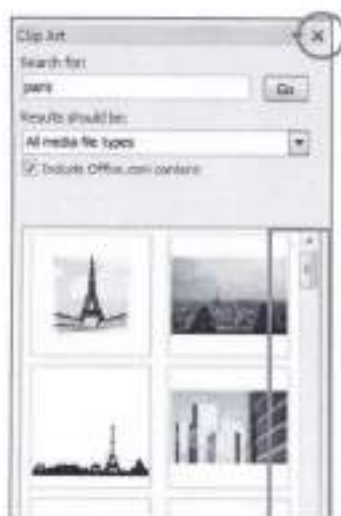 Clip Art
Search for:
paris
Go
Results should be:
All media file types
Include Office.com content